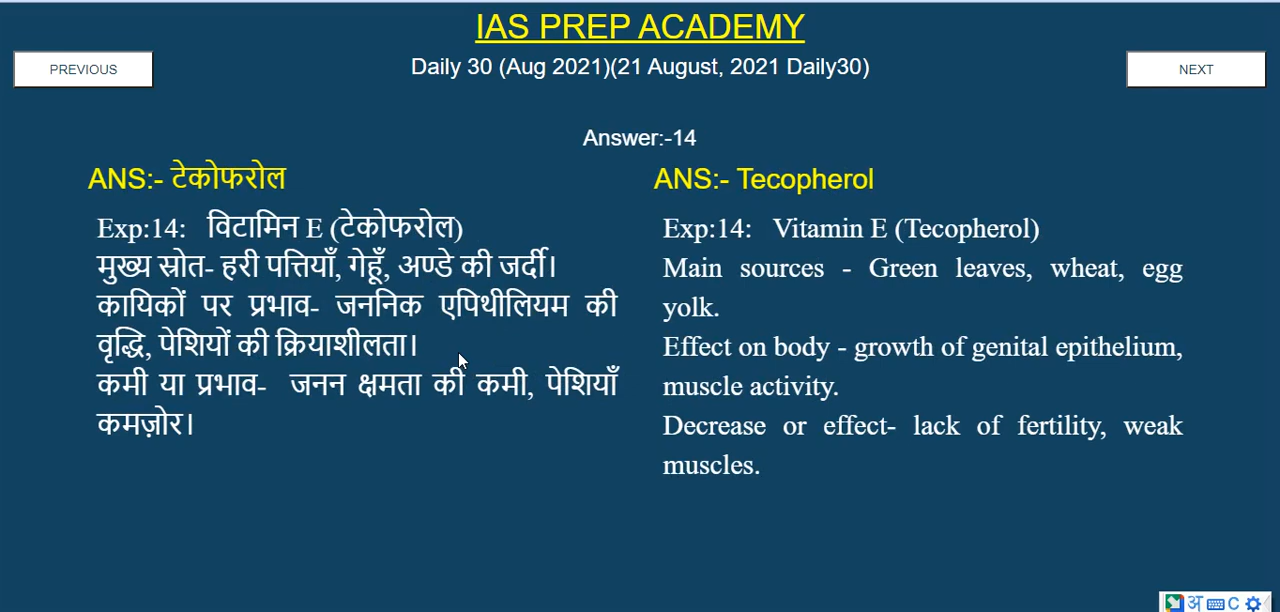 IAS PREP ACADEMY
PREVIOUS
Daily 30 (Aug 2021)(21 August, 2021 Daily30)
NEXT
Answer:-14
ANS:- टेकोफरोल
Exp:14: विटामिन E (टेकोफरोल)
मुख्य स्रोत- हरी पत्तियाँ, गेहूँ, अण्डे की जर्दी।
कायिकों पर प्रभाव- जननिक एपिथीलियम की
वृद्धि, पेशियों की क्रियाशीलता।
कमी या प्रभाव- जनन क्षमता की कमी, पेशियाँ
कमज़ोर।
ANS:- Tecopherol
Exp:14: Vitamin E (Tecopherol)
Main sources - Green leaves, wheat, egg
yolk.
Effect on body - growth of genital epithelium,
muscle activity.
Decrease or effect- lack of fertility, weak
muscles.
अ
C